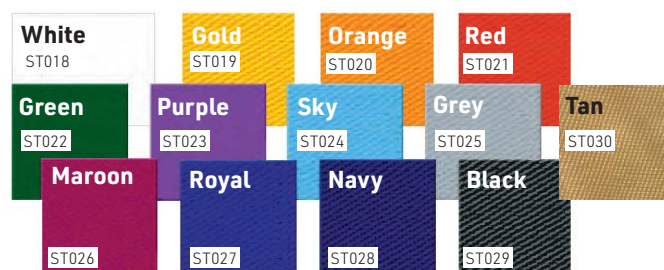 White
ST018
Gold
ST019
Orange
ST020
Red
ST021
Green
ST022
Purple
ST023
Sky
ST024
Grey
ST025
Tan
ST030
Maroon
ST026
Royal
ST027
Navy
ST028
Black
ST029